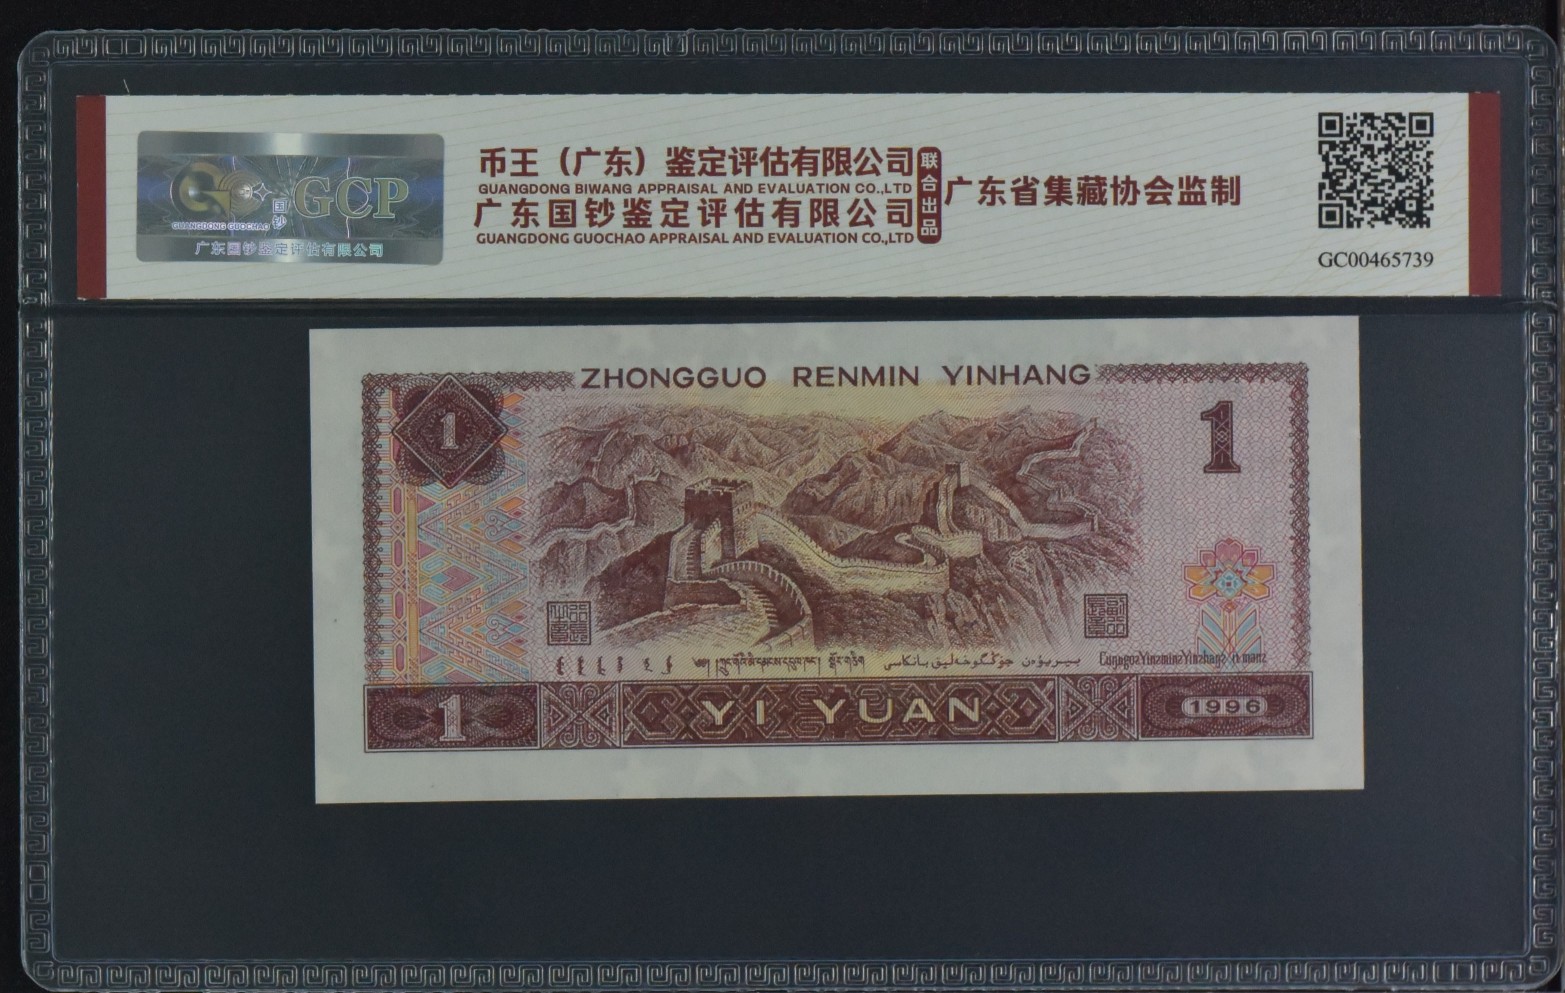 币王（广东）鉴定评估有限公司
GUANGDONG BIWANG APPRAISAL AND EVALUATION CO.,LTD
广东国钞鉴定评估有限公司
GUANGDONG GUOCHAO APPRAISAL AND EVALUATION CO.,LTD
联合出品
广东省集藏协会监制
GCP
国钞
GUANGDONG GUOCHAO
广东国钞鉴定评估有限公司
GC00465739
ZHONGGUO RENMIN YINHANG
1
1
1
YI YUAN
1996